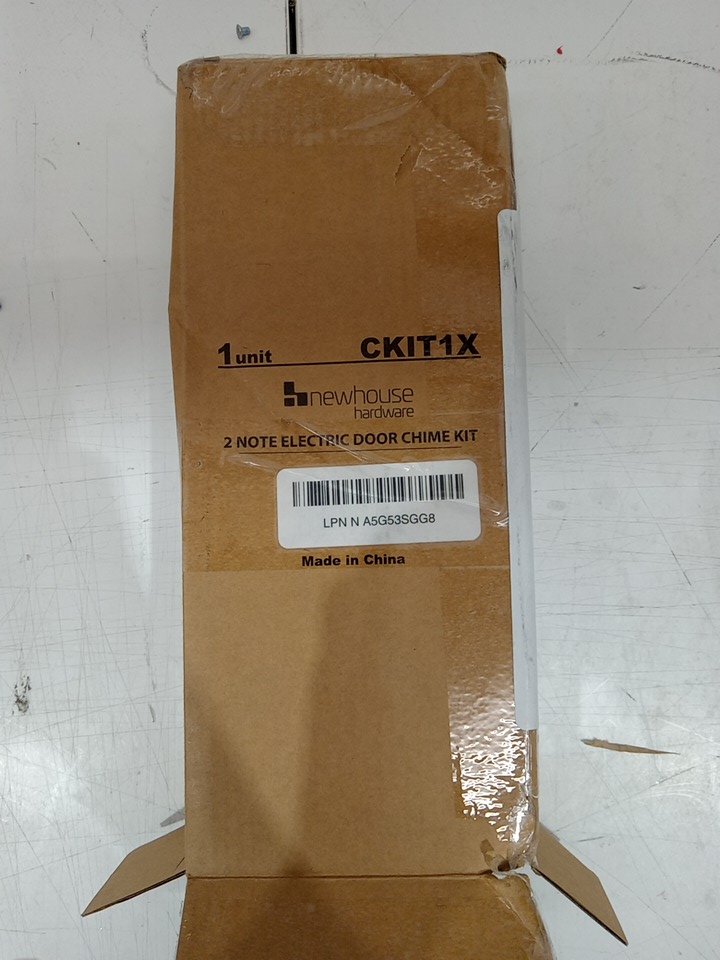 1 unit CKIT1X
newhouse
hardware
2 NOTE ELECTRIC DOOR CHIME KIT
LPN N A5G53SGG8
Made in China